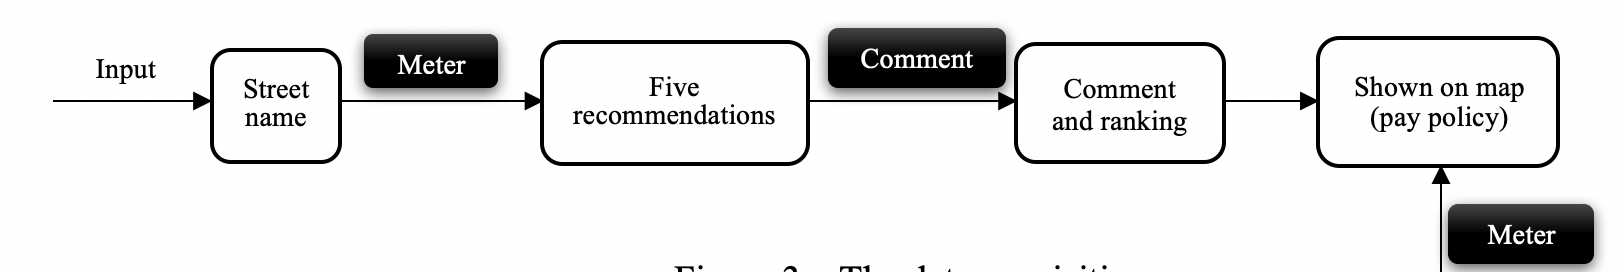 Input
Street
name
Meter
Five
recommendations
Comment
Comment
and ranking
Shown on map
(pay policy)
Meter